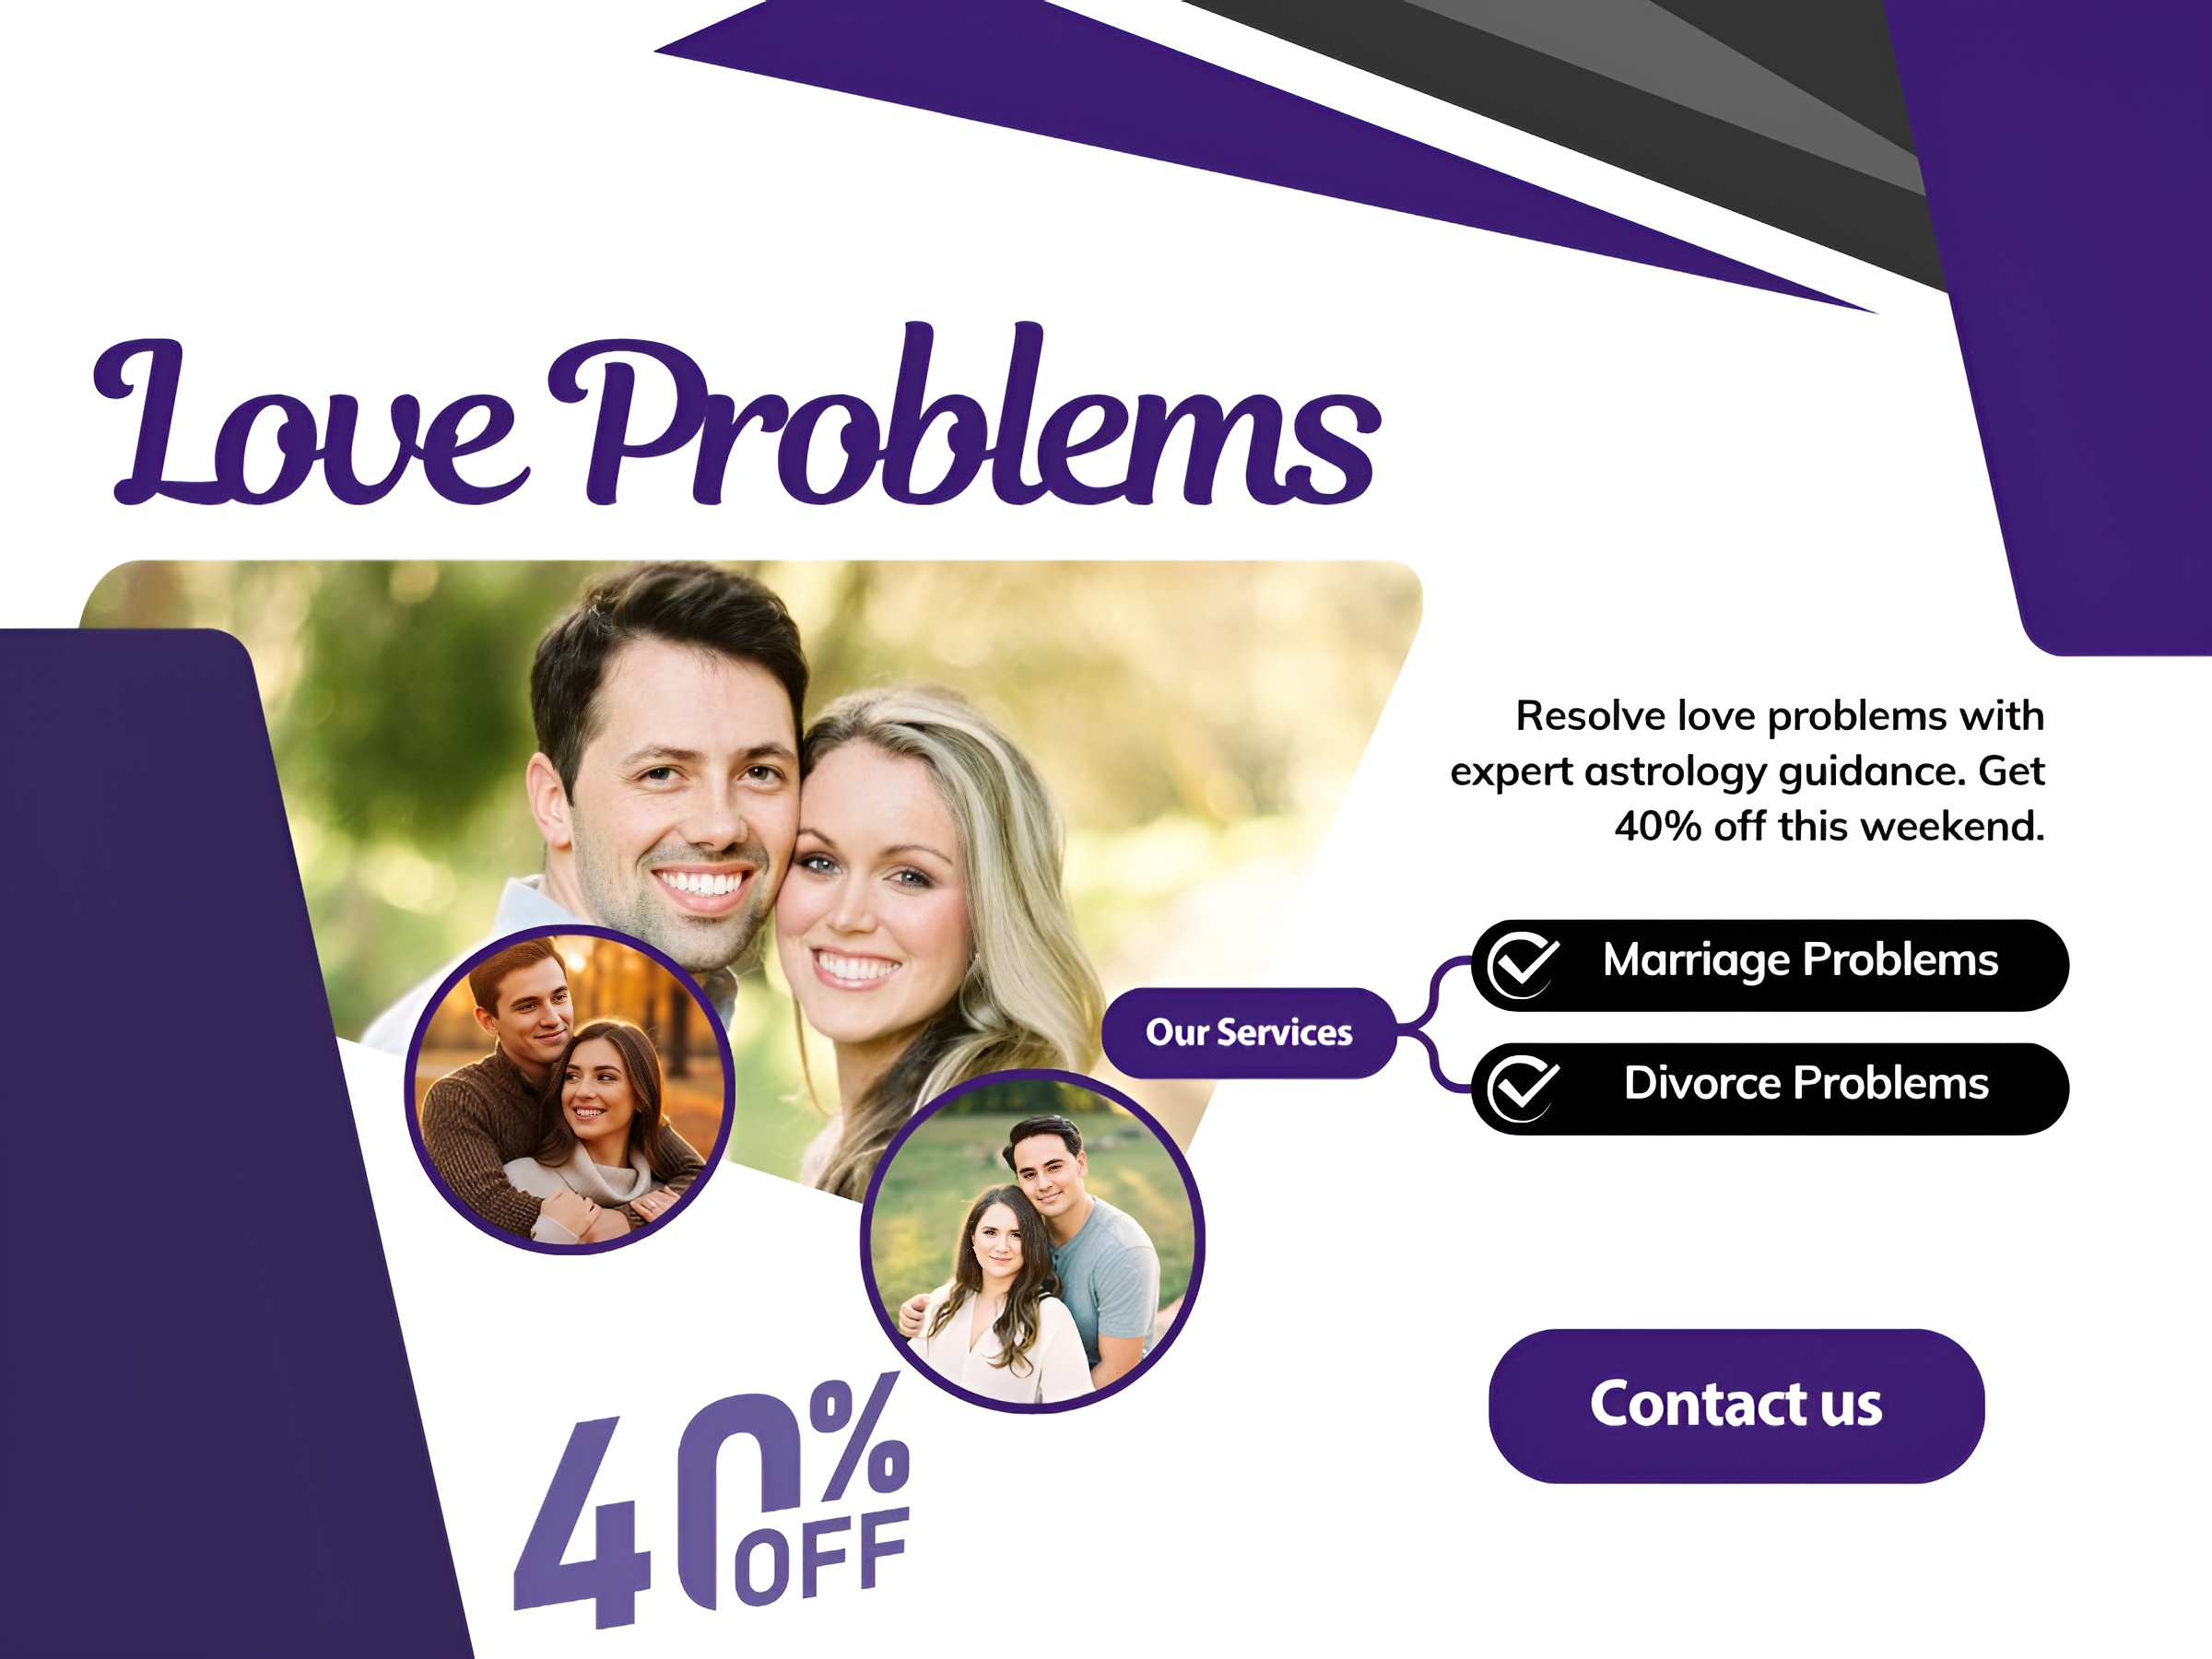 Love Problems
Resolve love problems with
expert astrology guidance. Get
40% off this weekend.
Our Services
Marriage Problems
Divorce Problems
40%
OFF
Contact us